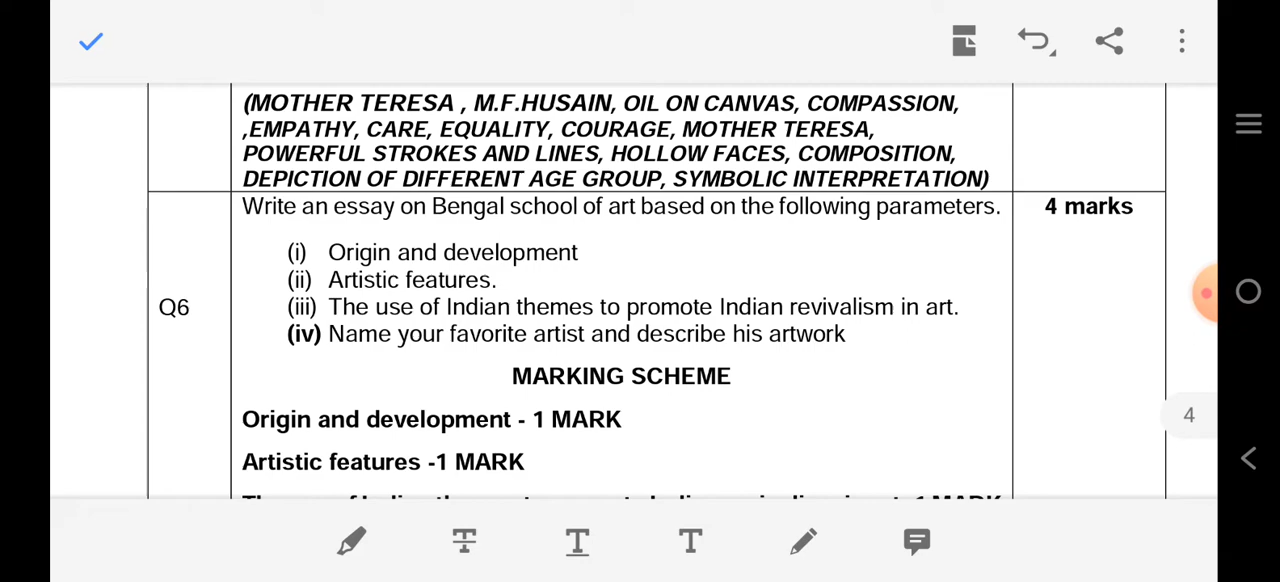 (MOTHER TERESA , M.F.HUSAIN, OIL ON CANVAS, COMPASSION,
,EMPATHY, CARE, EQUALITY, COURAGE, MOTHER TERESA,
POWERFUL STROKES AND LINES, HOLLOW FACES, COMPOSITION,
DEPICTION OF DIFFERENT AGE GROUP, SYMBOLIC INTERPRETATION)
Q6
Write an essay on Bengal school of art based on the following parameters.
4 marks
(i) Origin and development
(ii) Artistic features.
(iii) The use of Indian themes to promote Indian revivalism in art.
(iv) Name your favorite artist and describe his artwork
MARKING SCHEME
Origin and development - 1 MARK
4
Artistic features -1 MARK